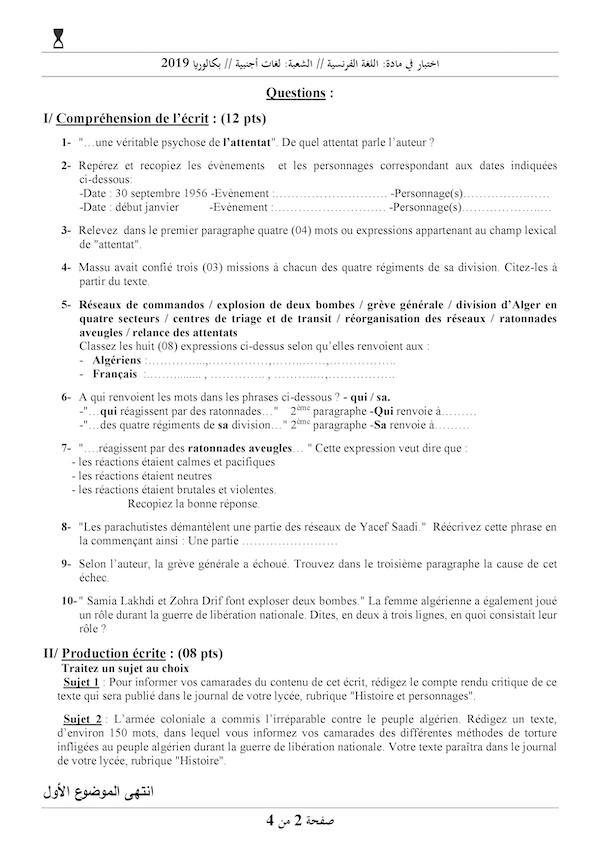 اختبار في مادة: اللغة الفرنسية // الشعبة: لغات أجنبية // بكالوريا 2019
Questions :
I/ Compréhension de l’écrit : (12 pts)
1- "…une véritable psychose de l’attentat". De quel attentat parle l’auteur ?
2- Repérez et recopiez les évènements et les personnages correspondant aux dates indiquées
ci-dessous:
-Date : 30 septembre 1956 -Evènement :………………………. -Personnage(s)…………………
-Date : début janvier -Evènement :………………………. -Personnage(s)…………………
3- Relevez dans le premier paragraphe quatre (04) mots ou expressions appartenant au champ lexical
de "attentat".
4- Massu avait confié trois (03) missions à chacun des quatre régiments de sa division. Citez-les à
partir du texte.
5- Réseaux de commandos / explosion de deux bombes / grève générale / division d’Alger en
quatre secteurs / centres de triage et de transit / réorganisation des réseaux / ratonnades
aveugles / relance des attentats
Classez les huit (08) expressions ci-dessus selon qu’elles renvoient aux :
- Algériens :…………...,……………,…………,……………..
- Français :…………... , ………….. , …………,…………….
6- A qui renvoient les mots dans les phrases ci-dessous ? - qui / sa.
-"…qui réagissent par des ratonnades…" 2ème paragraphe -Qui renvoie à………
-"…des quatre régiments de sa division…" 2ème paragraphe -Sa renvoie à………
7- "….réagissent par des ratonnades aveugles… " Cette expression veut dire que :
- les réactions étaient calmes et pacifiques
- les réactions étaient neutres
- les réactions étaient brutales et violentes.
Recopiez la bonne réponse.
8- "Les parachutistes démantèlent une partie des réseaux de Yacef Saadi." Réécrivez cette phrase en
la commençant ainsi : Une partie ……………………
9- Selon l’auteur, la grève générale a échoué. Trouvez dans le troisième paragraphe la cause de cet
échec.
10- " Samia Lakhdi et Zohra Drif font exploser deux bombes." La femme algérienne a également joué
un rôle durant la guerre de libération nationale. Dites, en deux à trois lignes, en quoi consistait leur
rôle ?
II/ Production écrite : (08 pts)
Traitez un sujet au choix
Sujet 1 : Pour informer vos camarades du contenu de cet écrit, rédigez le compte rendu critique de ce
texte qui sera publié dans le journal de votre lycée, rubrique "Histoire et personnages".
Sujet 2 : L’armée coloniale a commis l’irréparable contre le peuple algérien. Rédigez un texte,
d’environ 150 mots, dans lequel vous informez vos camarades des différentes méthodes de torture
infligées au peuple algérien durant la guerre de libération nationale. Votre texte paraîtra dans le journal
de votre lycée, rubrique "Histoire".
انتهى الموضوع الأول
صفحة 2 من 4